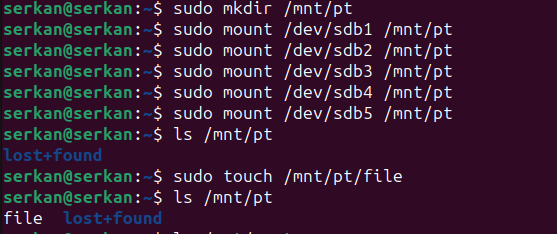 serkan@serkan:~$ sudo mkdir /mnt/pt
serkan@serkan:~$ sudo mount /dev/sdb1 /mnt/pt
serkan@serkan:~$ sudo mount /dev/sdb2 /mnt/pt
serkan@serkan:~$ sudo mount /dev/sdb3 /mnt/pt
serkan@serkan:~$ sudo mount /dev/sdb4 /mnt/pt
serkan@serkan:~$ sudo mount /dev/sdb5 /mnt/pt
serkan@serkan:~$ ls /mnt/pt
lost+found
serkan@serkan:~$ sudo touch /mnt/pt/file
serkan@serkan:~$ ls /mnt/pt
file  lost+found